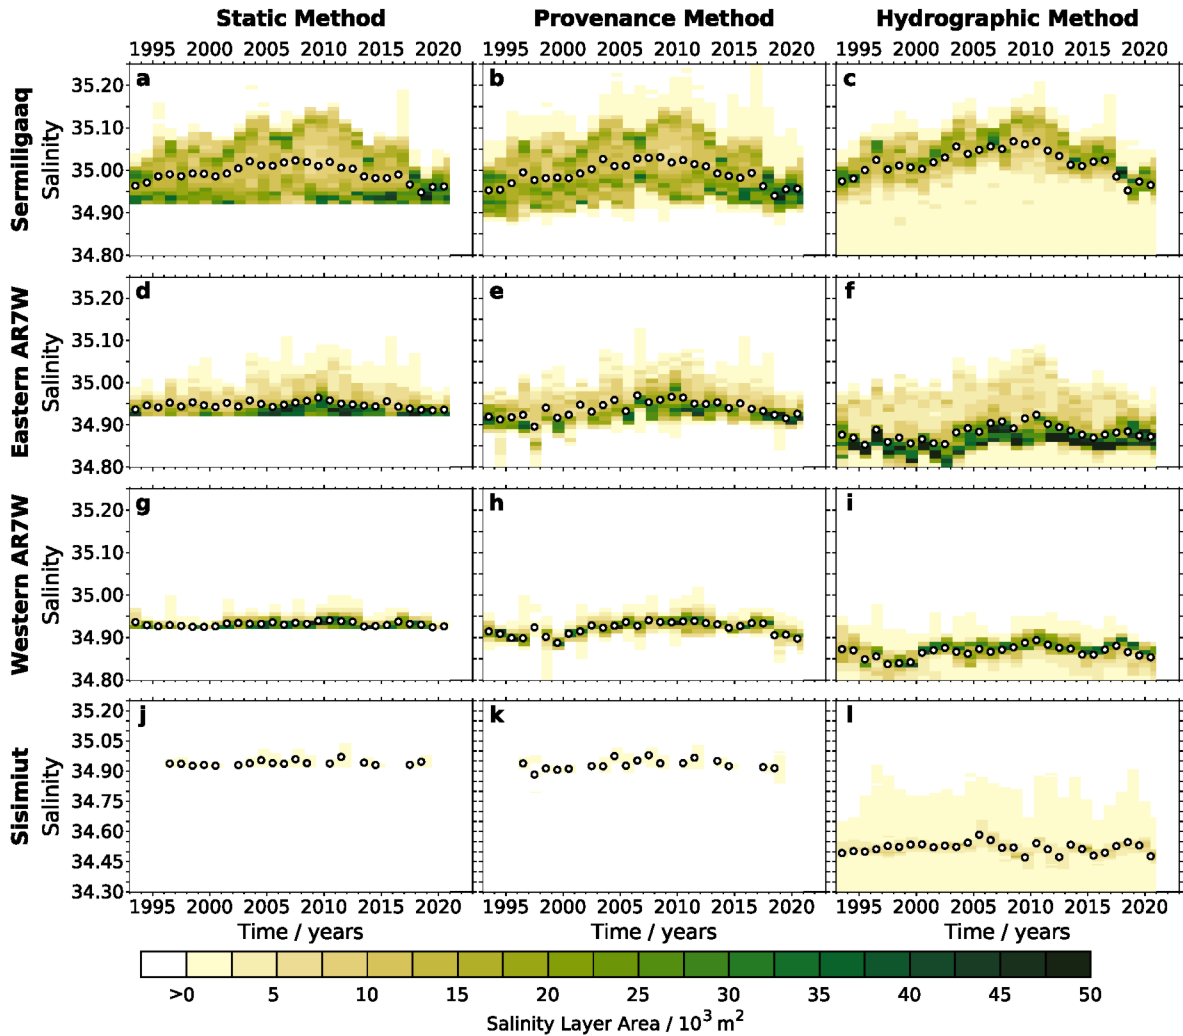 Static Method Provenance Method Hydrographic Method
1995 2000 2005 2010 2015 2020 1995 2000 2005 2010 2015 2020 1995 2000 2005 2010 2015 2020
Sermiligaaq
Salinity
35.20
35.10
35.00
34.90
34.80
a b c
Eastern AR7W
Salinity
35.20
35.10
35.00
34.90
34.80
d e f
Western AR7W
Salinity
35.20
35.10
35.00
34.90
34.80
g h i
Sisimiut
Salinity
35.20
35.05
34.90
34.75
34.60
34.45
34.30
j k l
1995 2000 2005 2010 2015 2020 1995 2000 2005 2010 2015 2020 1995 2000 2005 2010 2015 2020
Time / years Time / years Time / years
>0 5 10 15 20 25 30 35 40 45 50
Salinity Layer Area / 10³ m²